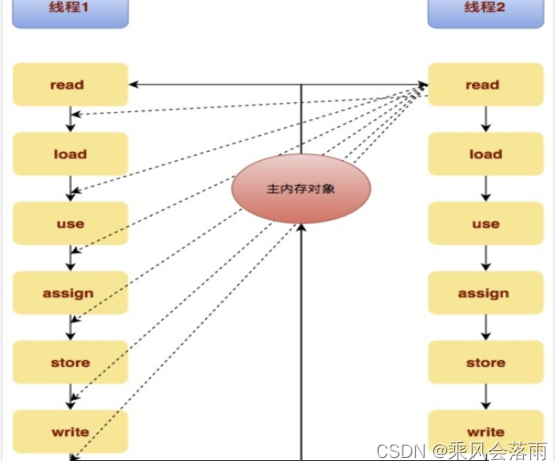 线程1
线程2
read
read
load
load
主内存对象
use
use
assign
assign
store
store
write
write
CSDN @乘风会落雨